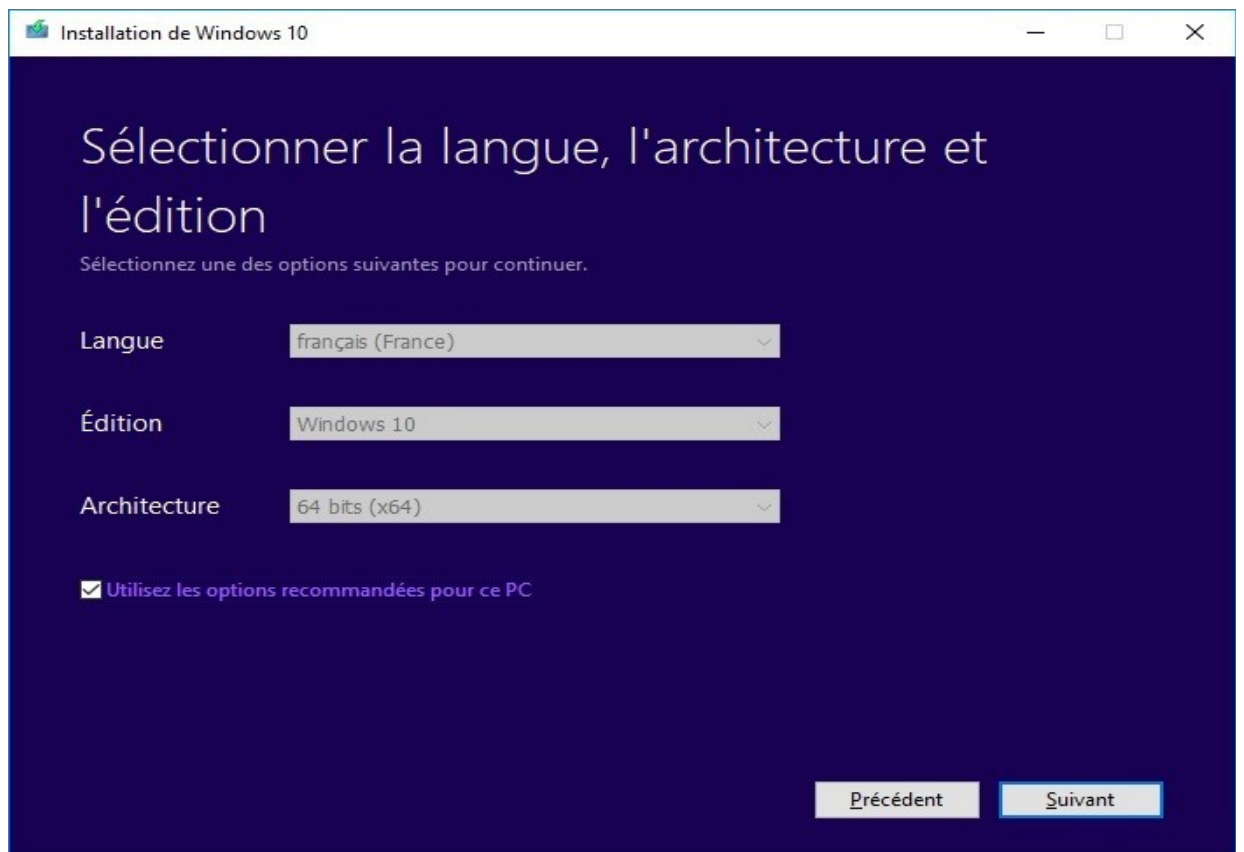 Installation de Windows 10
Sélectionner la langue, l'architecture et
l'édition
Sélectionnez une des options suivantes pour continuer.
Langue
français (France)
Édition
Windows 10
Architecture
64 bits (x64)
Utilisez les options recommandées pour ce PC
Précédent
Suivant